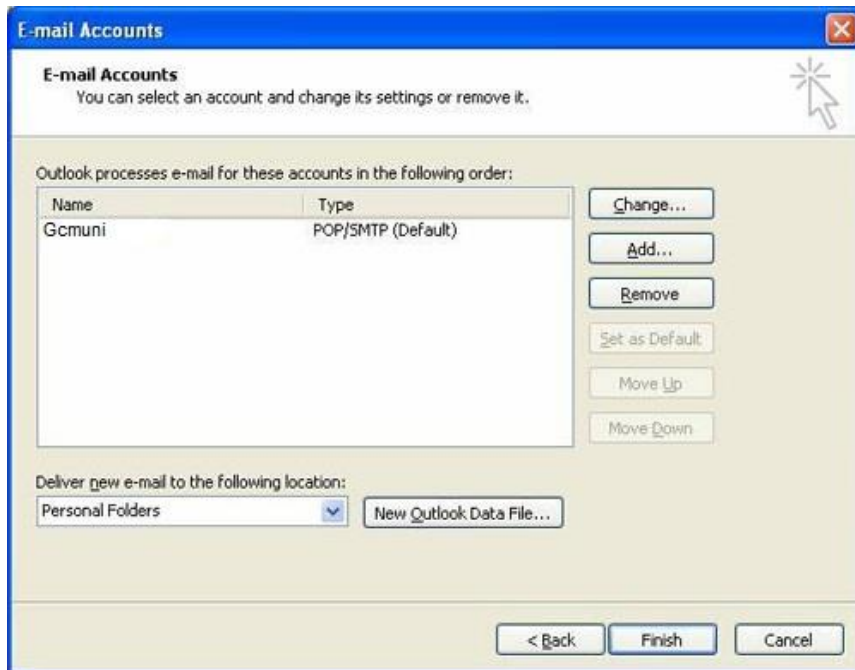 E-mail Accounts
E-mail Accounts
You can select an account and change its settings or remove it.
Outlook processes e-mail for these accounts in the following order:
Name Type
Gcmuni POP/SMTP (Default)
Change...
Add...
Remove
Set as Default
Move Up
Move Down
Deliver new e-mail to the following location:
Personal Folders New Outlook Data File...
< Back Finish Cancel